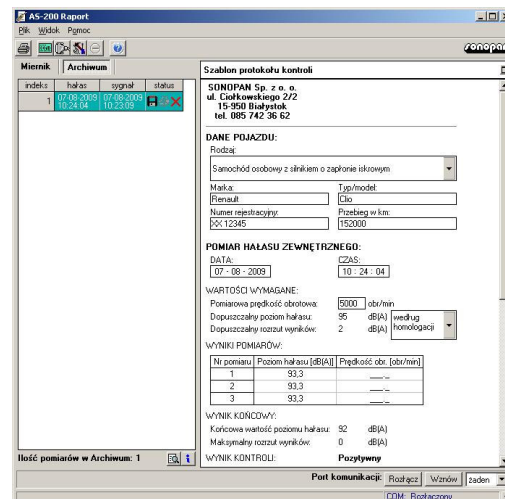 AS-200 Raport
Plik Widok Pomoc
sonopan
Miernik Archiwum
indeks hałas sygnał status
1 07-08-2009 10:24:04 07-08-2009 10:23:09
Ilość pomiarów w Archiwum: 1
Szablon protokołu kontroli
SONOPAN Sp. z o. o.
ul. Ciołkowskiego 2/2
15-950 Białystok
tel. 085 742 36 62
DANE POJAZDU:
Rodzaj:
Samochód osobowy z silnikiem o zapłonie iskrowym
Marka: Typ/model:
Renault Clio
Numer rejestracyjny: Przebieg w km:
XX 12345 152000
POMIAR HAŁASU ZEWNĘTRZNEGO:
DATA: CZAS:
07 - 08 - 2009 10 : 24 : 04
WARTOŚCI WYMAGANE:
Pomiarowa prędkość obrotowa: 5000 obr/min
Dopuszczalny poziom hałasu: 95 dB(A) według
Dopuszczalny rozrzut wyników: 2 dB(A) homologacji
WYNIKI POMIARÓW:
Nr pomiaru Poziom hałasu [dB(A)] Prędkość obr. [obr/min]
1 93,3 ___._
2 93,3 ___._
3 93,3 ___._
WYNIK KOŃCOWY:
Końcowa wartość poziomu hałasu: 92 dB(A)
Maksymalny rozrzut wyników: 0 dB(A)
WYNIK KONTROLI: Pozytywny
Port komunikacji: Rozłącz Wznów żaden
COM: Rozłączony